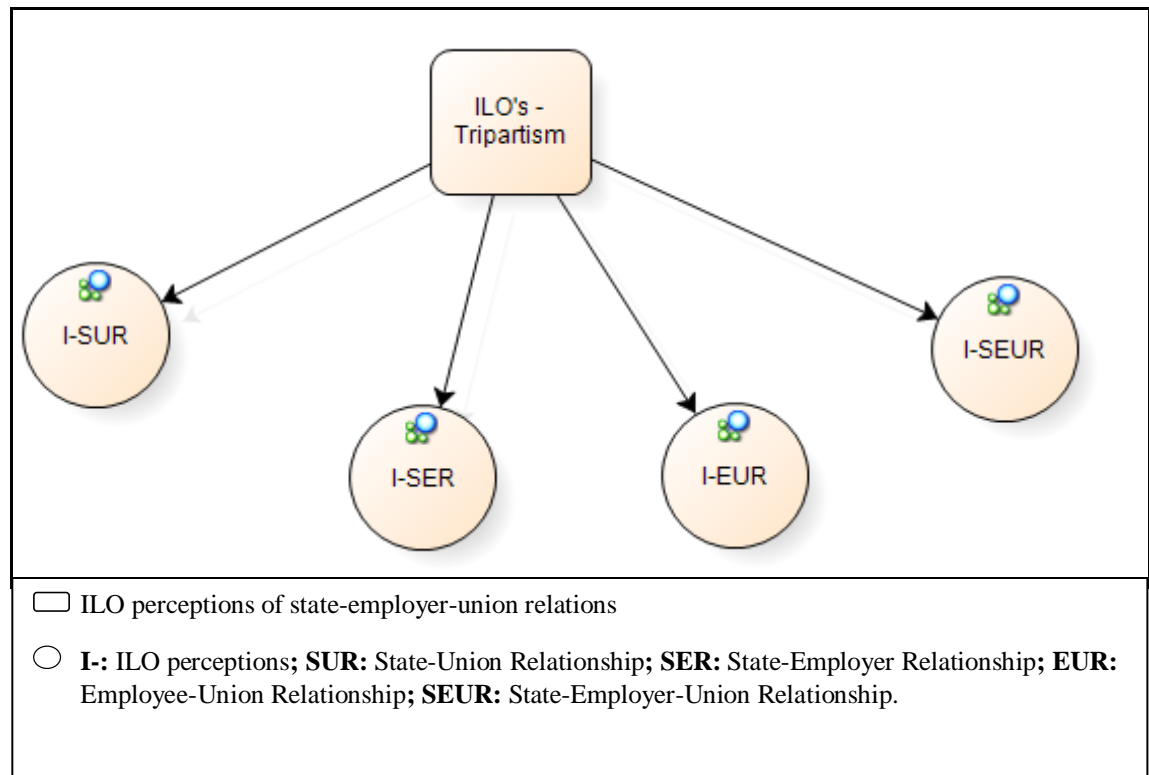 ILO's -
Tripartism
I-SUR
I-SEUR
I-SER
I-EUR
ILO perceptions of state-employer-union relations
I-: ILO perceptions; SUR: State-Union Relationship; SER: State-Employer Relationship; EUR:
Employee-Union Relationship; SEUR: State-Employer-Union Relationship.